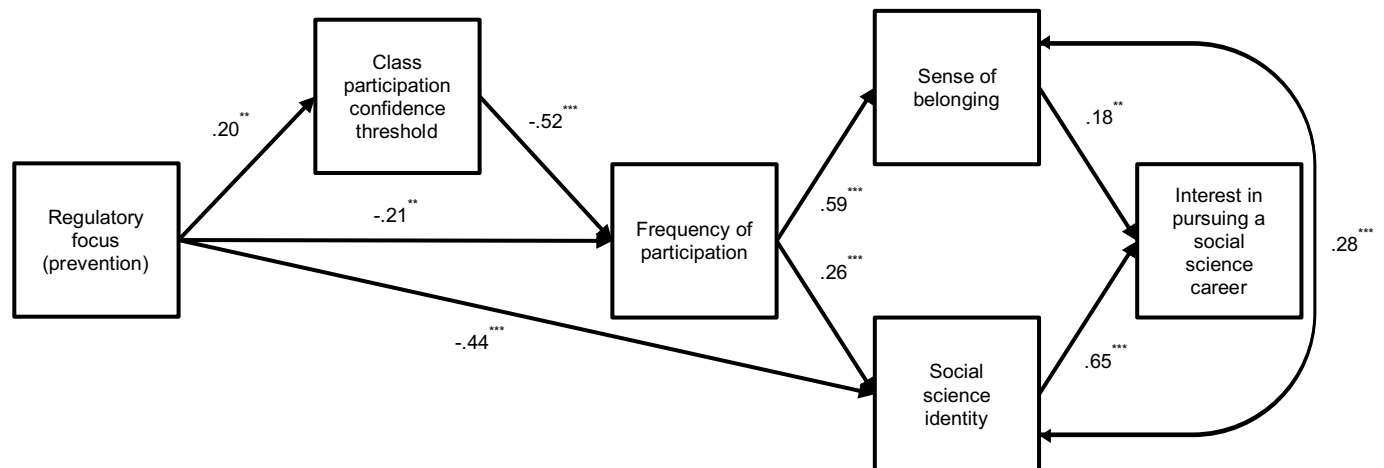 Class
participation
confidence
threshold
Sense of
belonging
.20**
-.52***
.18**
Regulatory
focus
(prevention)
-.21**
Frequency of
participation
.59***
.26***
Interest in
pursuing a
social
science
career
.28***
-.44***
.65***
Social
science
identity